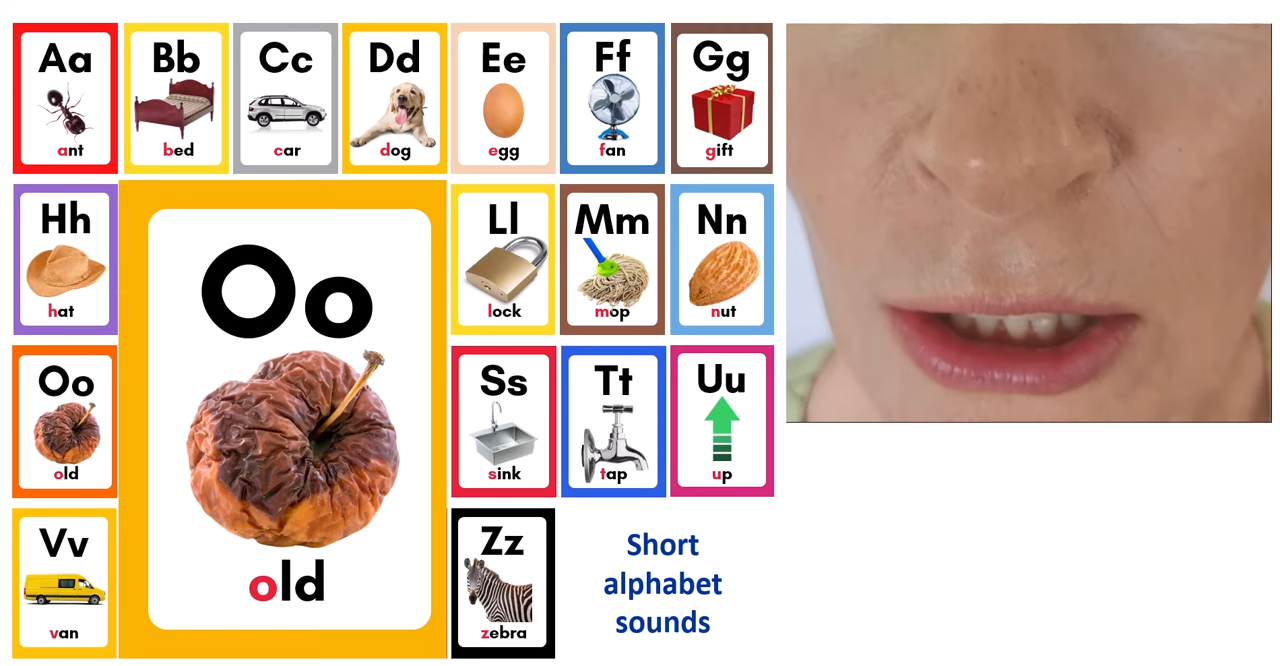 Aa
ant
Bb
bed
Cc
car
Dd
dog
Ee
egg
Ff
fan
Gg
gift
Hh
hat
Oo
old
Ll
lock
Mm
mop
Nn
nut
Oo
old
Ss
sink
Tt
tap
Uu
up
Vv
van
Zz
zebra
Short
alphabet
sounds